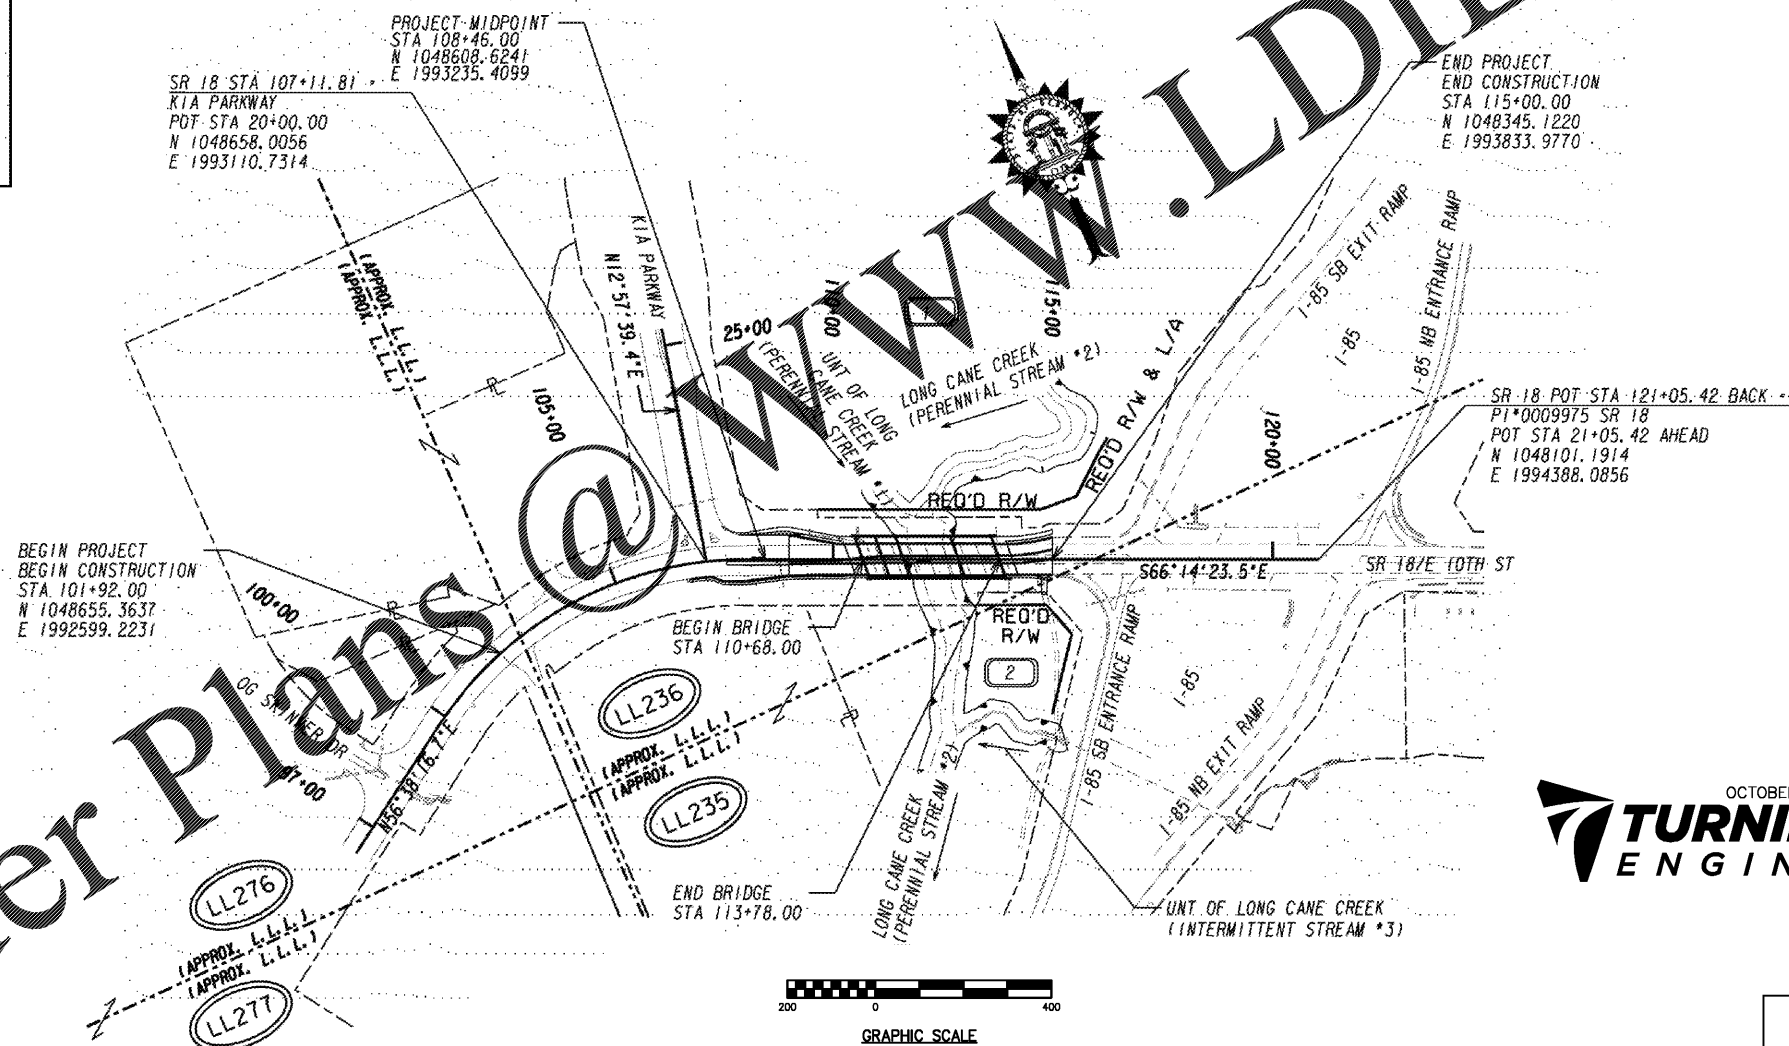 PROJECT MIDPOINT
STA 108+46.00
N 1048608.6241
E 1993235.4099
SR 18 STA 107+11.81 =
KIA PARKWAY
POT STA 20+00.00
N 1048658.0056
E 1993110.7314
END PROJECT
END CONSTRUCTION
STA 115+00.00
N 1048345.1220
E 1993833.9770
KIA PARKWAY
N12°57'39.4"E
(APPROX. L.L.L.)
(APPROX. L.L.L.)
25+00
110+00
115+00
105+00
120+00
100+00
97+00
UNT OF LONG
CANE CREEK
(PERENNIAL
STREAM #1)
LONG CANE CREEK
(PERENNIAL STREAM #2)
REQ'D R/W & L/A
I-85 SB EXIT RAMP
I-85
I-85 NB ENTRANCE RAMP
SR 18 POT STA 121+05.42 BACK =
PI#0009975 SR 18
POT STA 21+05.42 AHEAD
N 1048101.1914
E 1994388.0856
REQ'D R/W
BEGIN PROJECT
BEGIN CONSTRUCTION
STA 101+92.00
N 1048655.3637
E 1992599.2231
S66°14'23.5"E
SR 18/E 10TH ST
BEGIN BRIDGE
STA 110+68.00
REQ'D
R/W
2
OG SKINNER DR
N56°38'16.7"E
LL236
(APPROX. L.L.L.)
(APPROX. L.L.L.)
LL235
I-85 SB ENTRANCE RAMP
I-85
I-85 NB EXIT RAMP
LL276
(APPROX. L.L.L.)
(APPROX. L.L.L.)
LL277
END BRIDGE
STA 113+78.00
LONG CANE CREEK
(PERENNIAL STREAM #2)
UNT OF LONG CANE CREEK
(INTERMITTENT STREAM #3)
200 0 400
GRAPHIC SCALE
Plans @ www.LDI